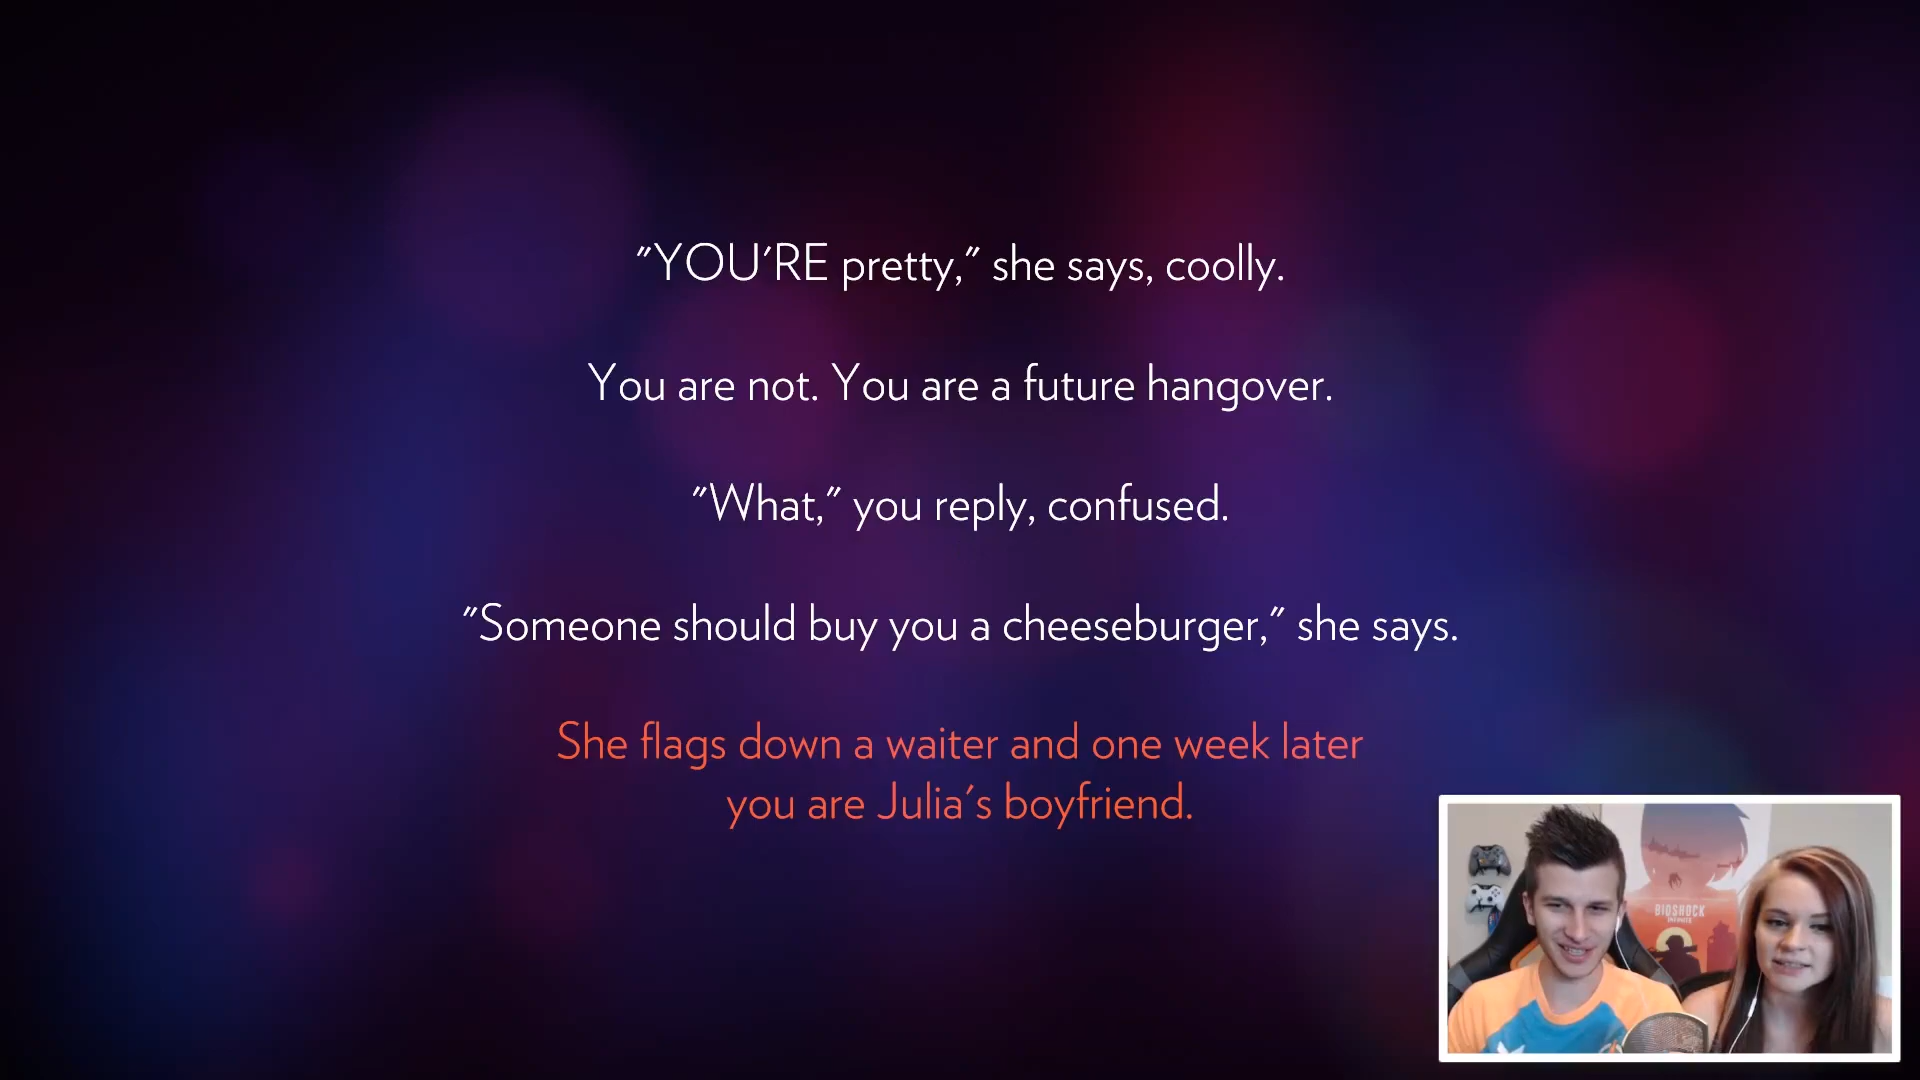 "YOU'RE pretty," she says, coolly.
You are not. You are a future hangover.
"What," you reply, confused.
"Someone should buy you a cheeseburger," she says.
She flags down a waiter and one week later
you are Julia's boyfriend.
BIOSHOCK
INFINITE